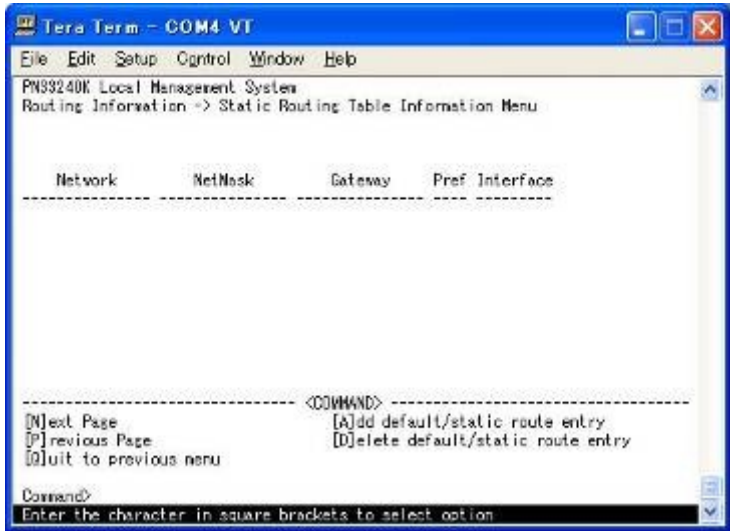 Tera Term - COM4 VT
File Edit Setup Control Window Help
PN33240K Local Management System
Routing Information -> Static Routing Table Information Menu
Network NetMask Gateway Pref Interface
--------------- --------------- --------------- ---- ---------
-------------------------------- <COMMAND> -----------------------------------
[N]ext Page [A]dd default/static route entry
[P]revious Page [D]elete default/static route entry
[Q]uit to previous menu
Command>
Enter the character in square brackets to select option